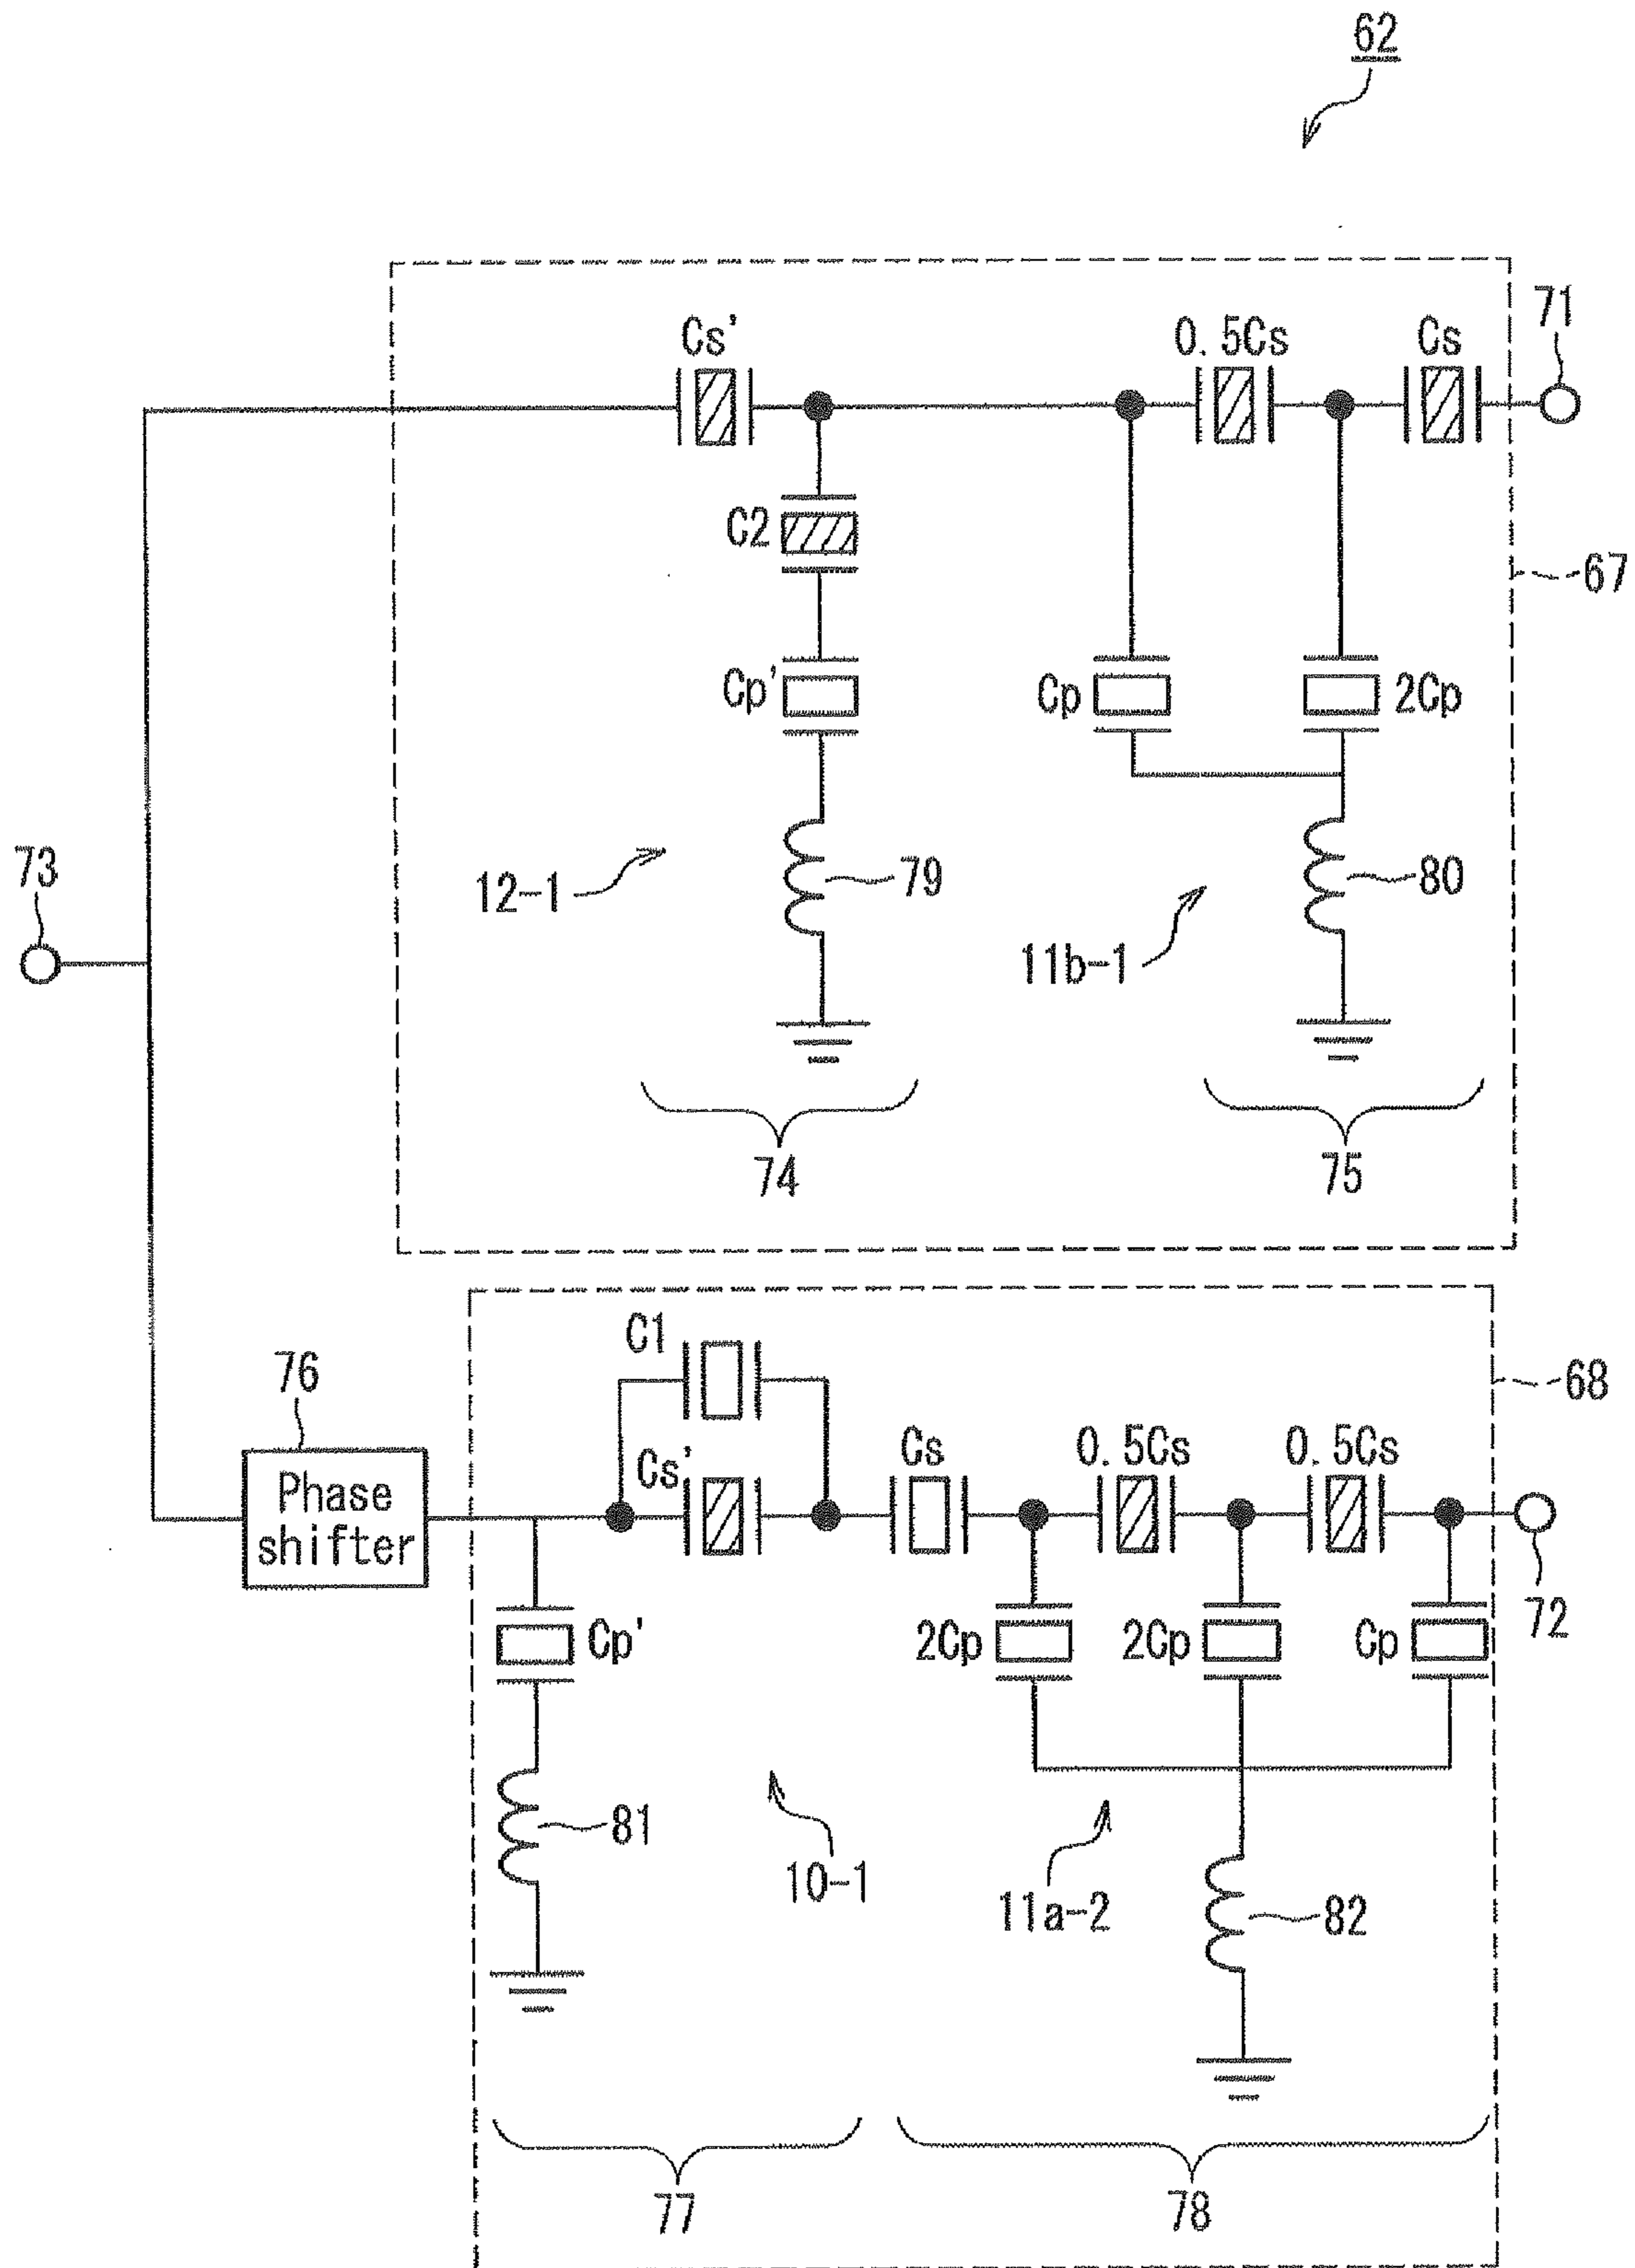 62
Cs'
0.5Cs
Cs
71
C2
67
Cp'
Cp
2Cp
73
12-1
79
11b-1
80
74
75
C1
76
68
Phase
shifter
Cs'
Cs
0.5Cs
0.5Cs
72
Cp'
2Cp
2Cp
Cp
81
10-1
11a-2
82
77
78